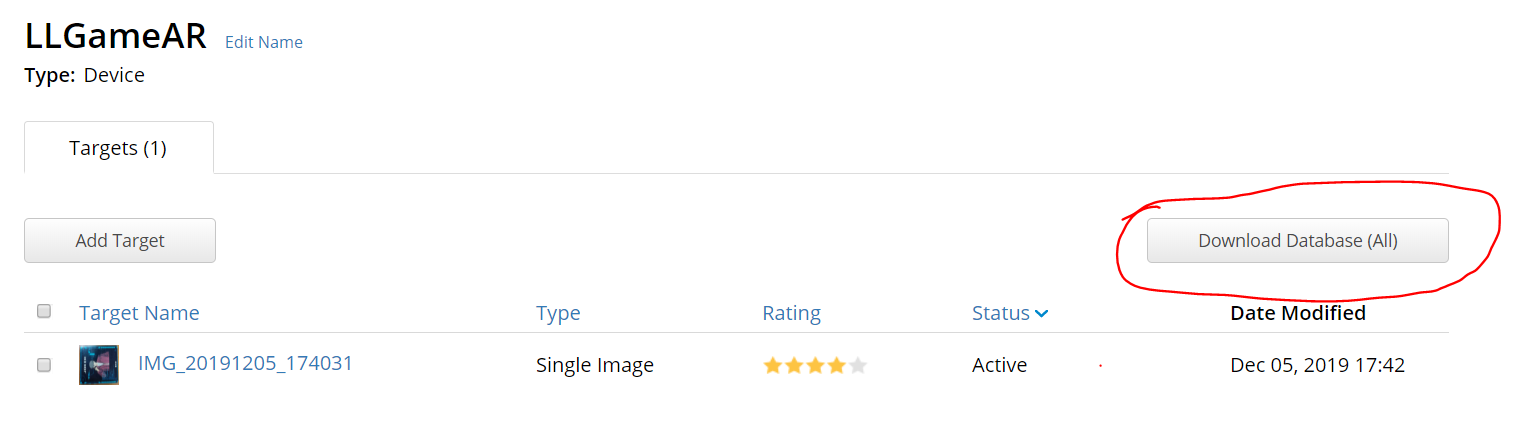 LLGameAR Edit Name
Type: Device
Targets (1)
Add Target Download Database (All)
Target Name Type Rating Status Date Modified
IMG_20191205_174031 Single Image Active Dec 05, 2019 17:42